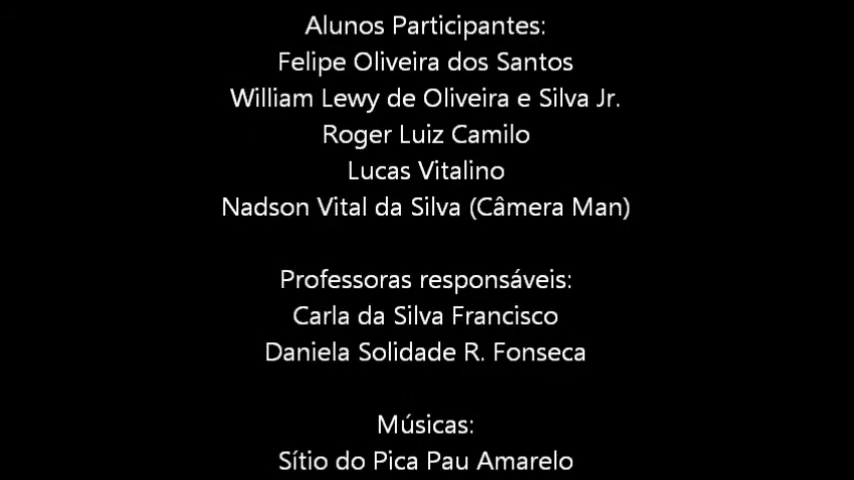 Alunos Participantes:
Felipe Oliveira dos Santos
William Lewy de Oliveira e Silva Jr.
Roger Luiz Camilo
Lucas Vitalino
Nadson Vital da Silva (Câmera Man)
Professoras responsáveis:
Carla da Silva Francisco
Daniela Solidade R. Fonseca
Músicas:
Sítio do Pica Pau Amarelo